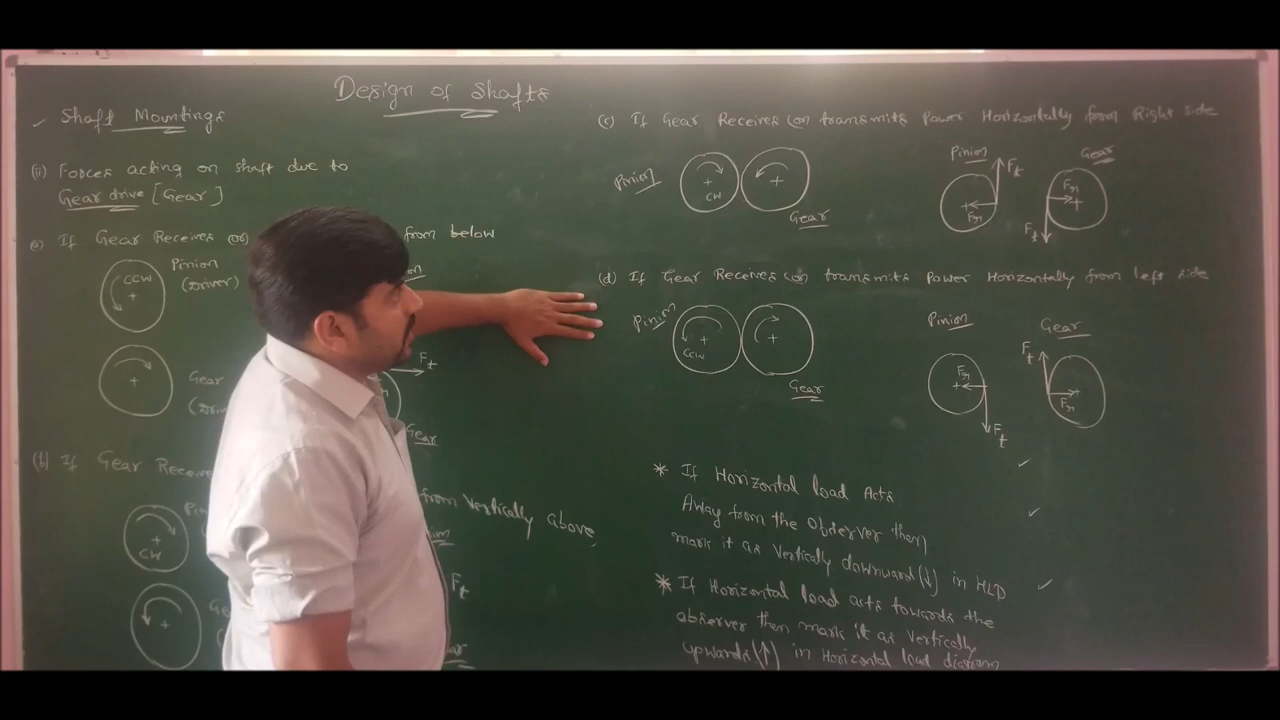 Design of Shafts
Shaft Mountings
(ii) Forces acting on shaft due to
Gear drive [Gear]
a) If Gear Receives (or)
from below
CCW
Pinion
(Driver)
Gear
Ft
Gear
(b) If Gear
from Vertically above
CW
Ft
(c) If Gear Receives (or) transmits Power Horizontally from Right side
Pinion
CW
Gear
Pinion
Ft
Fr
Gear
Fr
Ft
(d) If Gear Receives (or) transmits Power Horizontally from left side
Pinion
CCW
Gear
Pinion
Fr
Ft
Gear
Ft
Fr
* If Horizontal load Acts
Away from the Observer then
mark it as Vertically downward (↓) in HLD
* If Horizontal load acts towards the
observer then mark it as Vertically
upwards (↑) in Horizontal load diagram